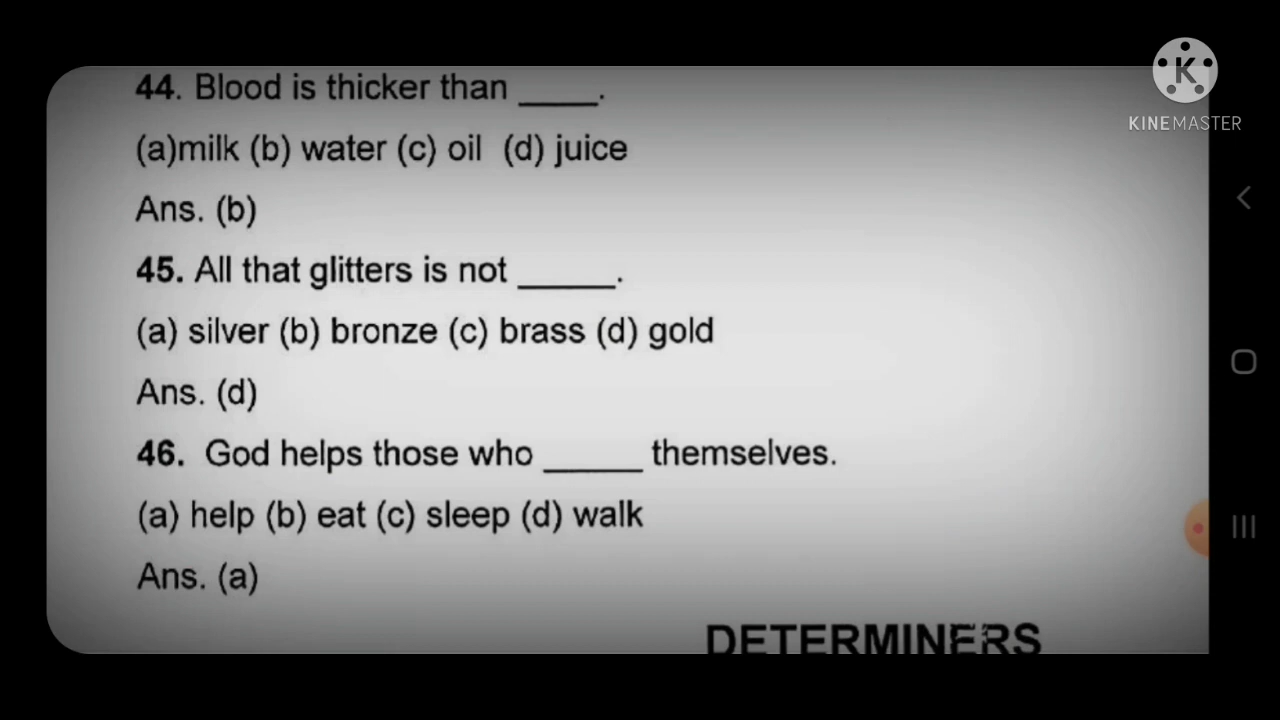 44. Blood is thicker than _____.
(a)milk (b) water (c) oil (d) juice
Ans. (b)
45. All that glitters is not ______.
(a) silver (b) bronze (c) brass (d) gold
Ans. (d)
46. God helps those who ______ themselves.
(a) help (b) eat (c) sleep (d) walk
Ans. (a)
DETERMINERS
K
KINEMASTER